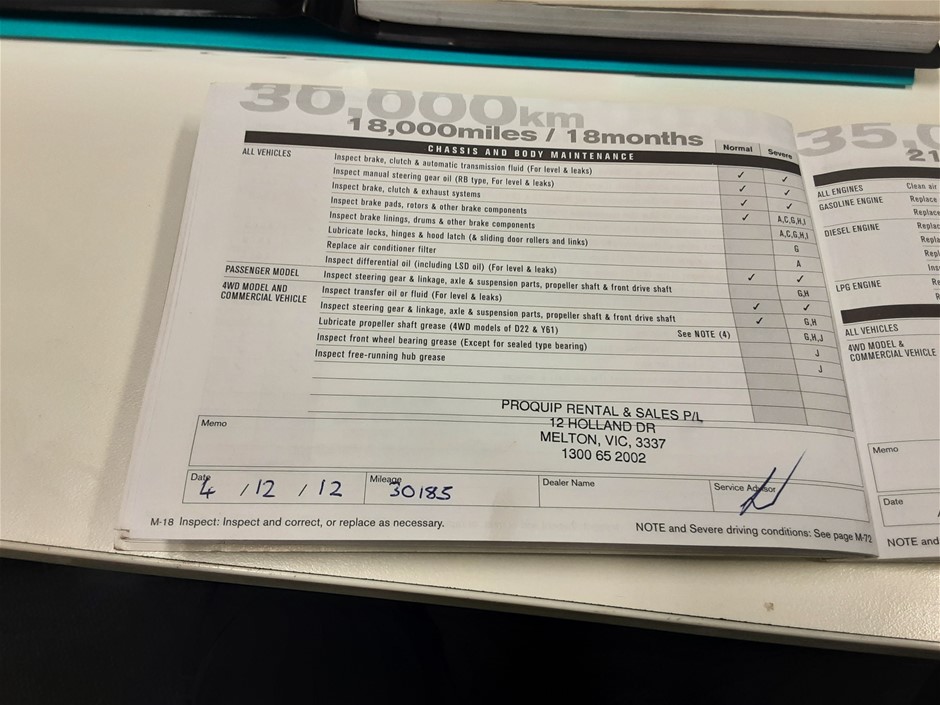 30,000km
18,000miles / 18months
CHASSIS AND BODY MAINTENANCE Normal Severe
ALL VEHICLES Inspect brake, clutch & automatic transmission fluid (For level & leaks) ✓ ✓
Inspect manual steering gear oil (RB type, For level & leaks) ✓ ✓
Inspect brake, clutch & exhaust systems ✓ ✓
Inspect brake pads, rotors & other brake components ✓ A,C,G,H,I
Inspect brake linings, drums & other brake components A,C,G,H,I
Lubricate locks, hinges & hood latch (& sliding door rollers and links) G
Replace air conditioner filter A
Inspect differential oil (including LSD oil) (For level & leaks) ✓ ✓
PASSENGER MODEL Inspect steering gear & linkage, axle & suspension parts, propeller shaft & front drive shaft G,H
4WD MODEL AND COMMERCIAL VEHICLE Inspect transfer oil or fluid (For level & leaks) ✓ ✓
Inspect steering gear & linkage, axle & suspension parts, propeller shaft & front drive shaft ✓ G,H
Lubricate propeller shaft grease (4WD models of D22 & Y61) See NOTE (4) G,H,J
Inspect front wheel bearing grease (Except for sealed type bearing) J
Inspect free-running hub grease J
PROQUIP RENTAL & SALES P/L
12 HOLLAND DR
MELTON, VIC, 3337
1300 65 2002
Memo
Date 4 / 12 / 12 Mileage 30185 Dealer Name Service Advisor
M-18 Inspect: Inspect and correct, or replace as necessary. NOTE and Severe driving conditions: See page M-72
35,0
21
ALL ENGINES Clean air
GASOLINE ENGINE Replace
Replace
DIESEL ENGINE Replace
Repla
Repl
Ins
LPG ENGINE Re
R
ALL VEHICLES
4WD MODEL &
COMMERCIAL VEHICLE
Memo
Date
NOTE and